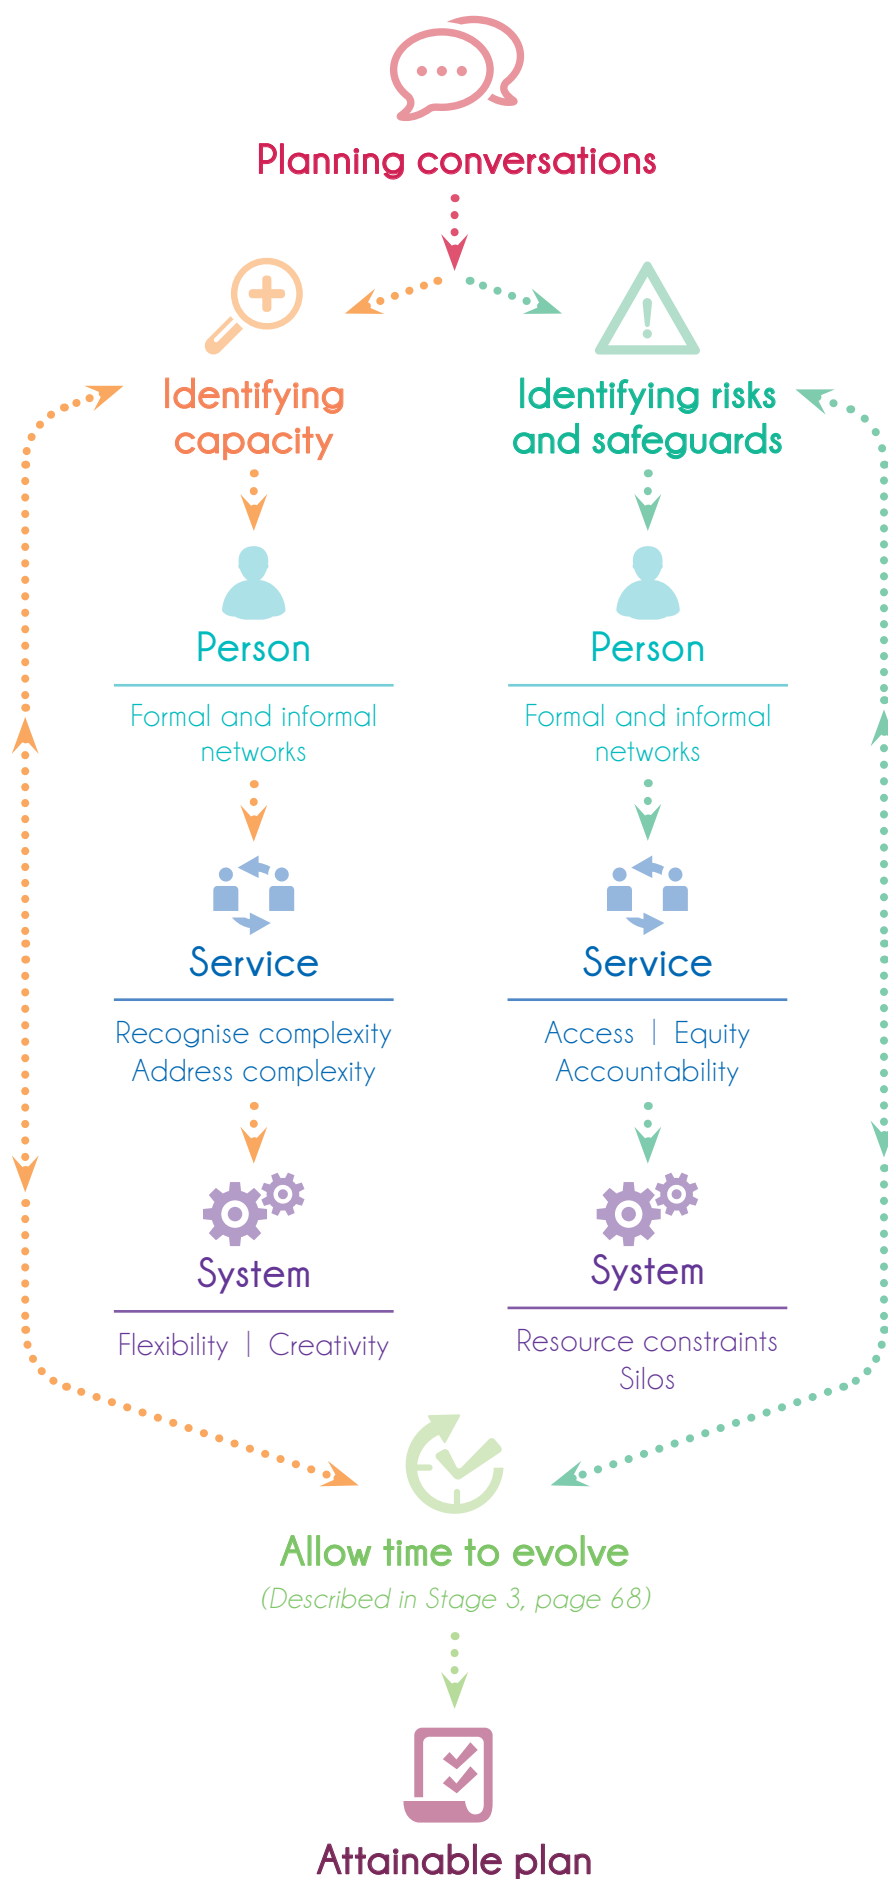 Planning conversations
Identifying
capacity
Identifying risks
and safeguards
Person
Formal and informal
networks
Person
Formal and informal
networks
Service
Recognise complexity
Address complexity
Service
Access | Equity
Accountability
System
Flexibility | Creativity
System
Resource constraints
Silos
Allow time to evolve
(Described in Stage 3, page 68)
Attainable plan